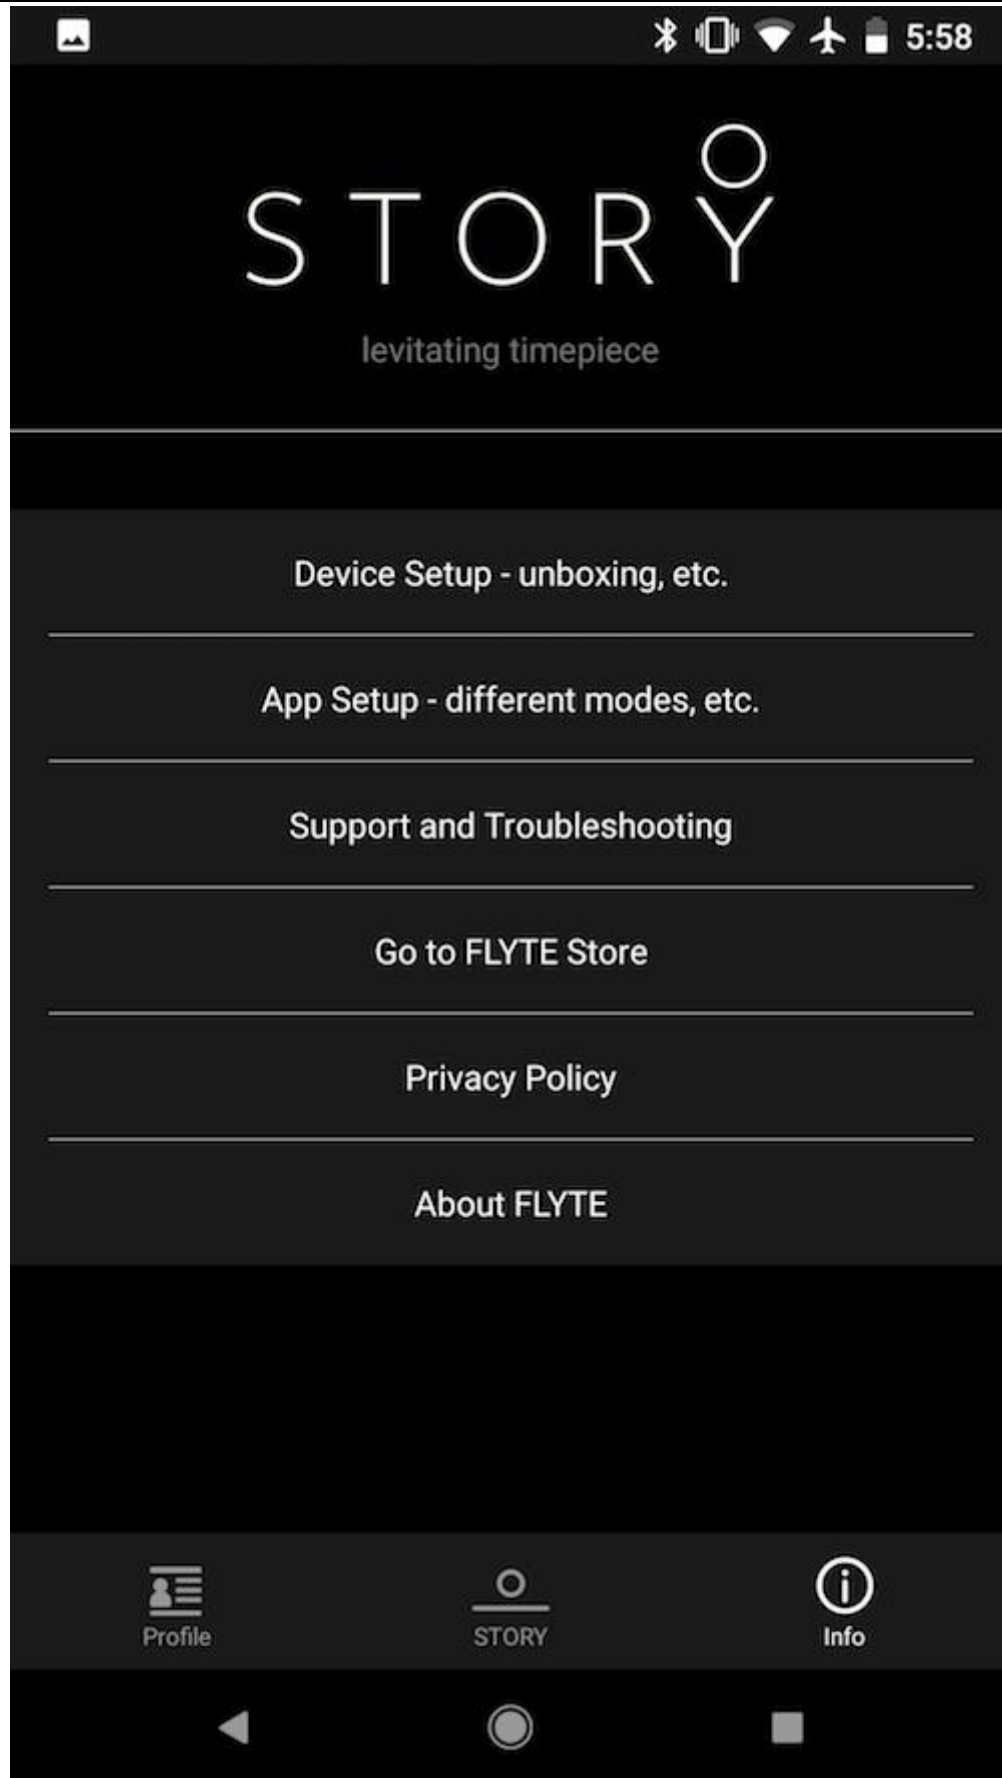 5:58
STORY
levitating timepiece
Device Setup - unboxing, etc.
App Setup - different modes, etc.
Support and Troubleshooting
Go to FLYTE Store
Privacy Policy
About FLYTE
Profile
STORY
Info